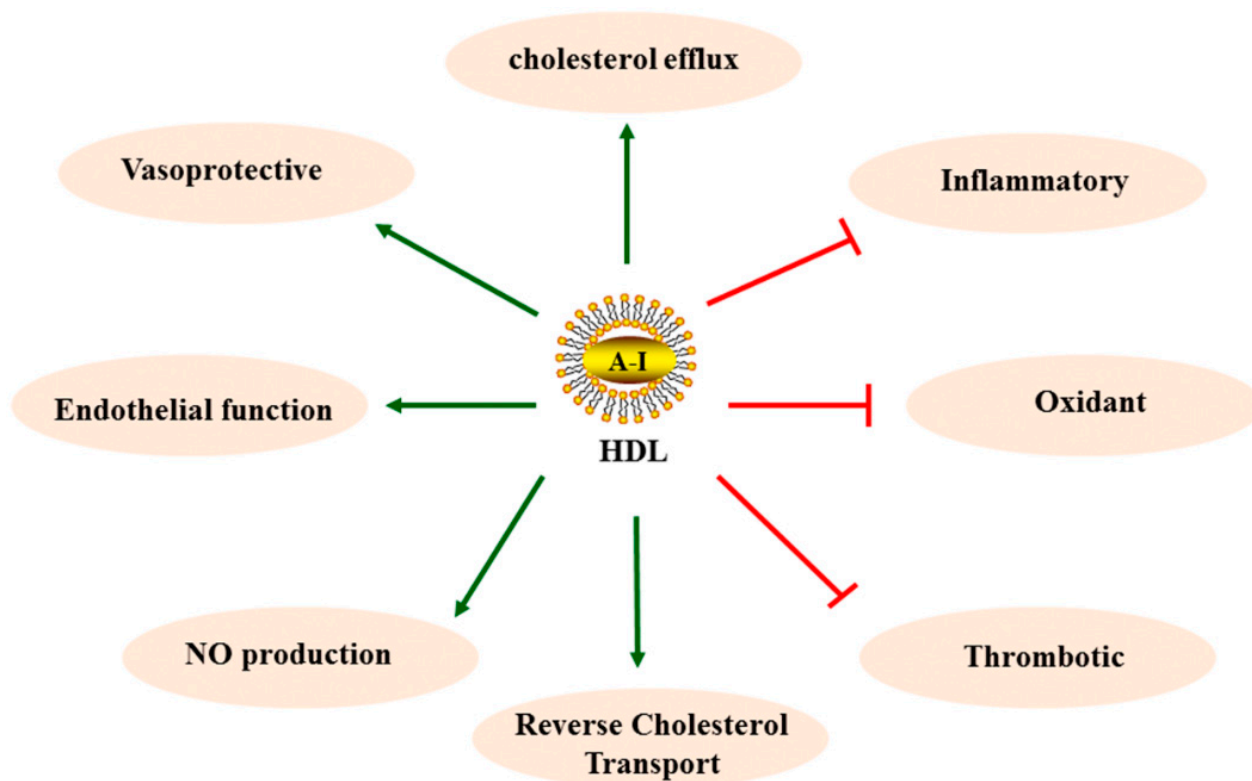 cholesterol efflux
Vasoprotective
Inflammatory
A-I
HDL
Endothelial function
Oxidant
NO production
Thrombotic
Reverse Cholesterol
Transport